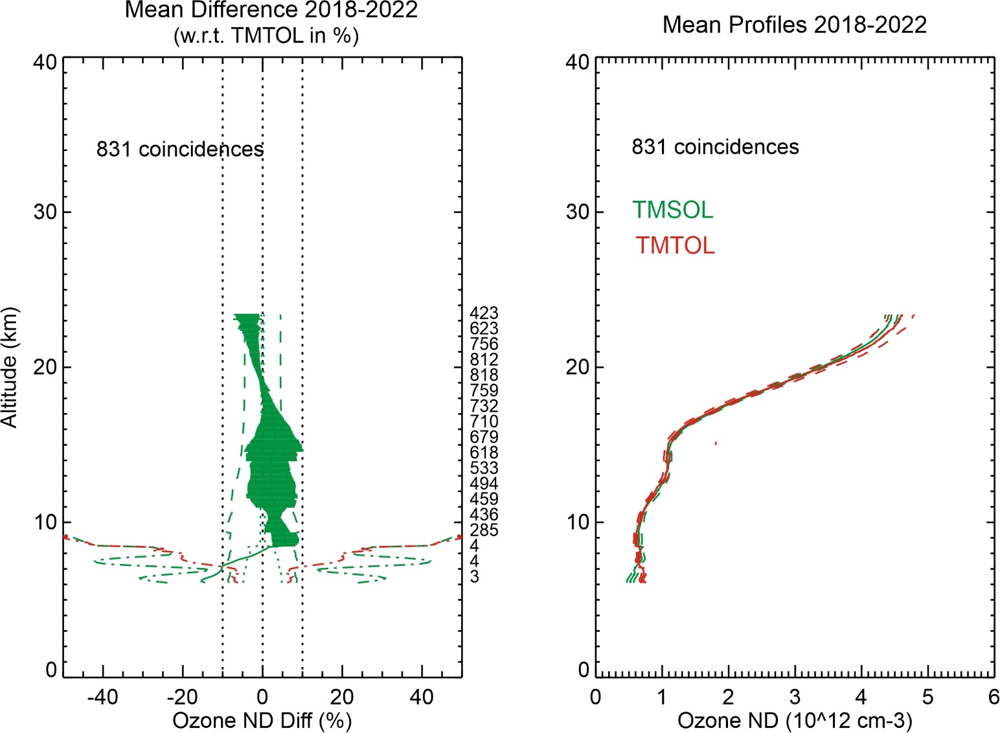 Mean Difference 2018-2022
(w.r.t. TMTOL in %)
40
30
20
10
0
Altitude (km)
831 coincidences
423
623
756
812
818
759
732
710
679
618
533
494
459
436
285
4
4
3
-40 -20 0 20 40
Ozone ND Diff (%)
Mean Profiles 2018-2022
40
30
20
10
0
831 coincidences
TMSOL
TMTOL
0 1 2 3 4 5 6
Ozone ND (10^12 cm-3)